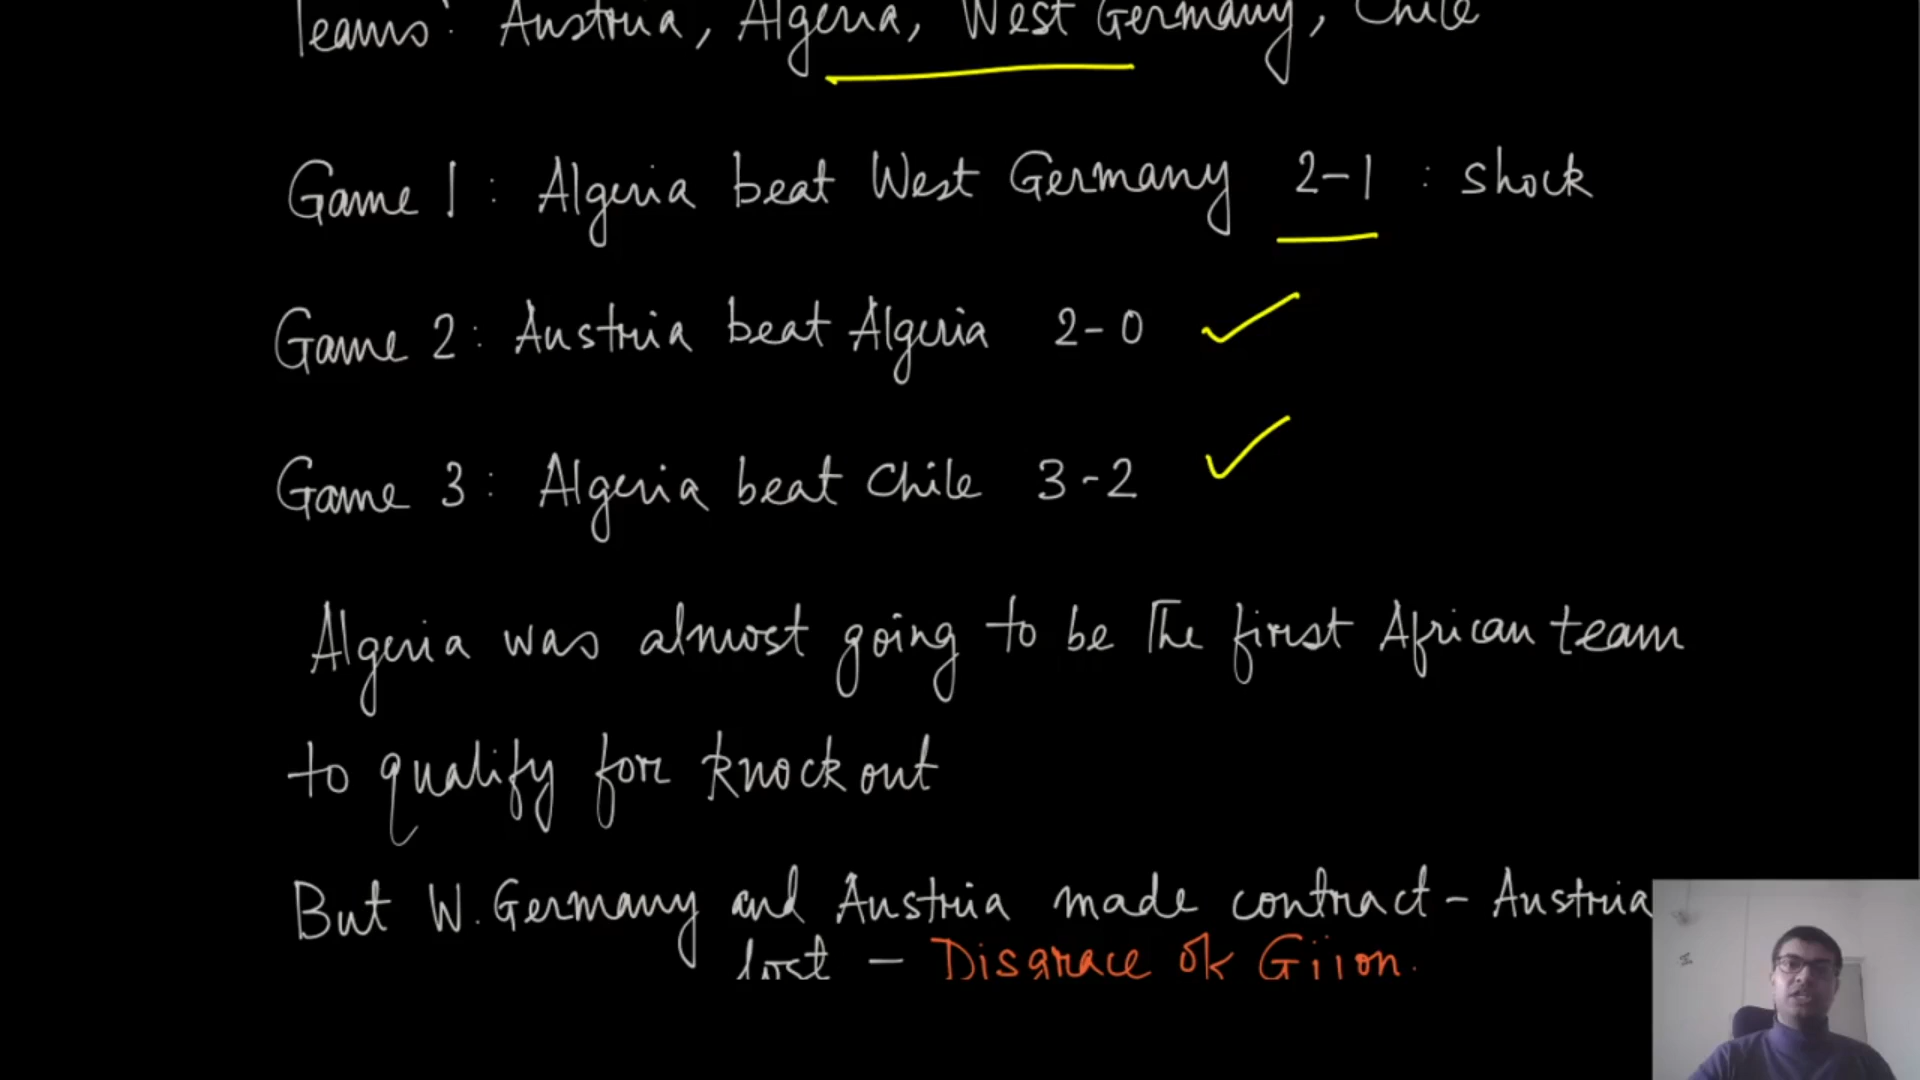 Teams: Austria, Algeria, West Germany, Chile
Game 1: Algeria beat West Germany 2-1 : shock
Game 2: Austria beat Algeria 2-0
Game 3: Algeria beat Chile 3-2
Algeria was almost going to be the first African team
to qualify for knockout
But W. Germany and Austria made contract - Austria
lost - Disgrace of Gijon.